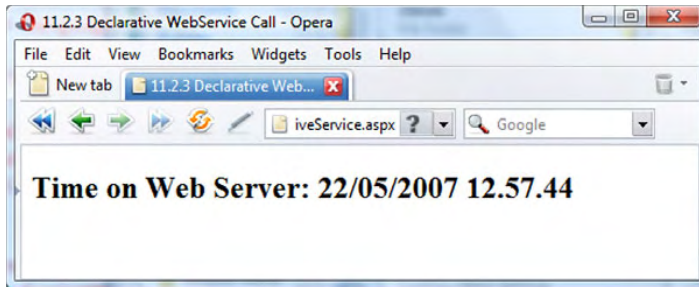 11.2.3 Declarative WebService Call - Opera
File Edit View Bookmarks Widgets Tools Help
New tab 11.2.3 Declarative Web...
iveService.aspx ? Google
Time on Web Server: 22/05/2007 12.57.44